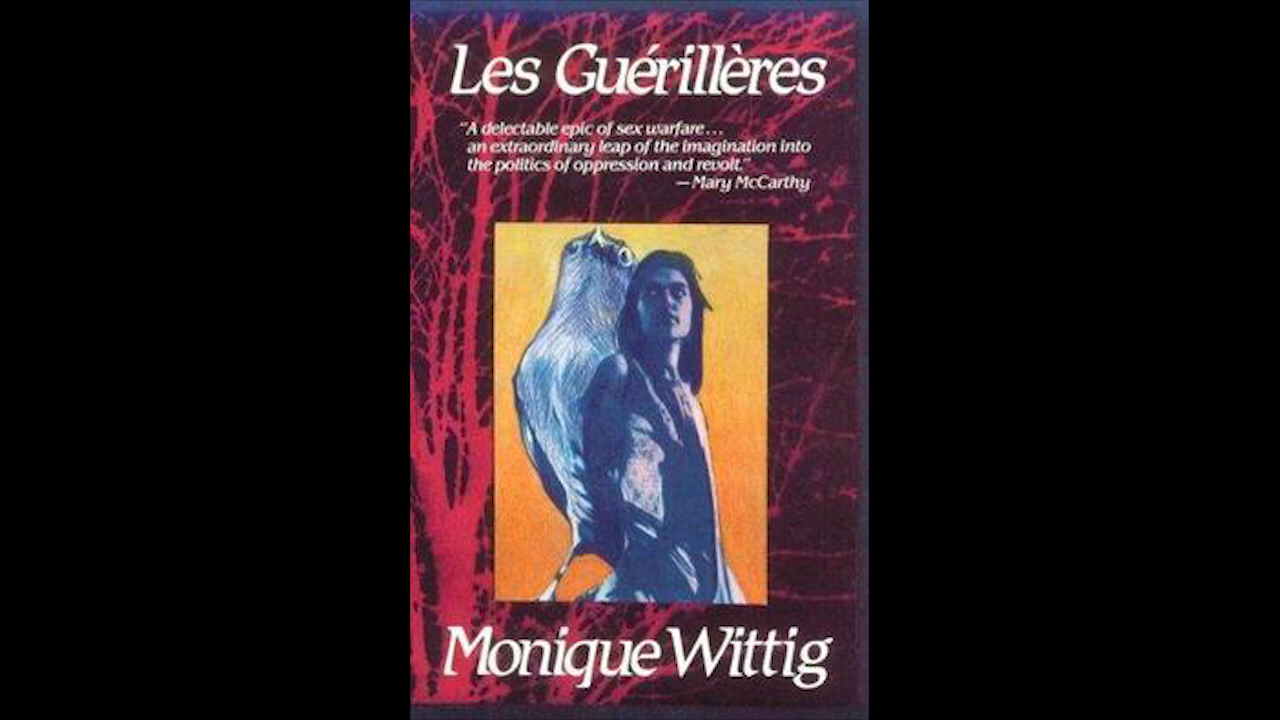 Les Guérillères
"A delectable epic of sex warfare...
an extraordinary leap of the imagination into
the politics of oppression and revolt."
—Mary McCarthy
Monique Wittig